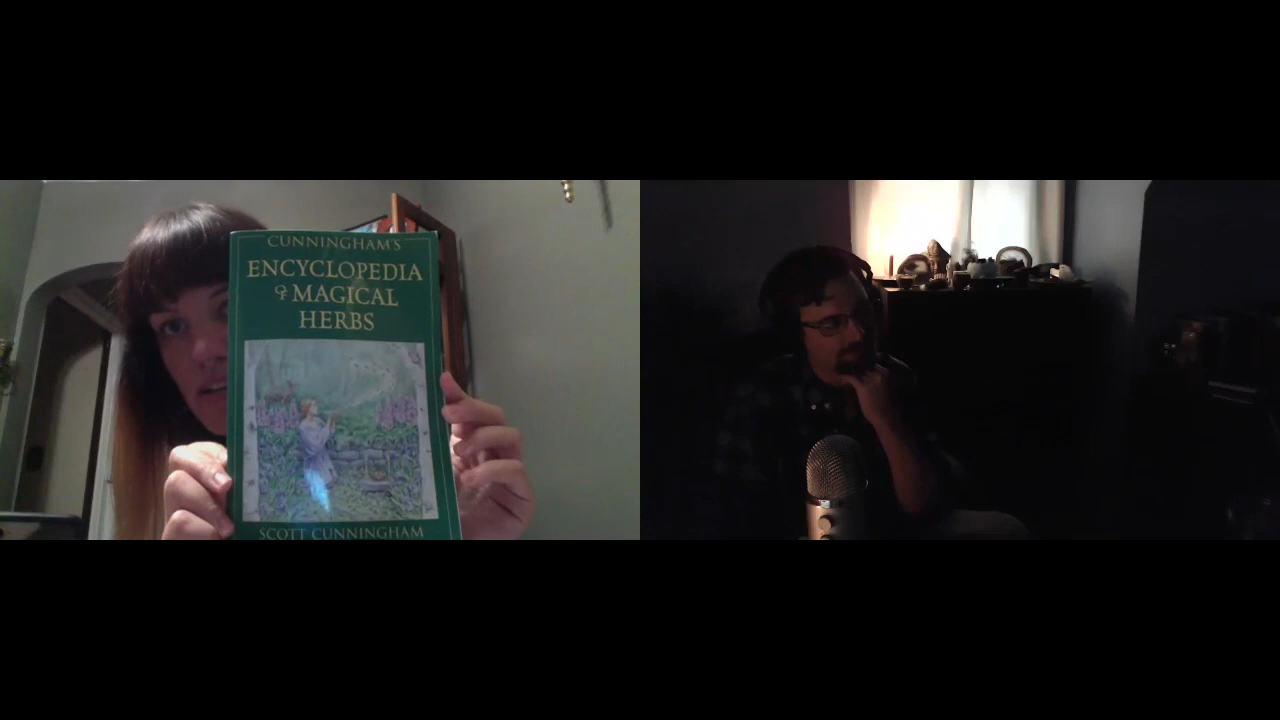 CUNNINGHAM'S
ENCYCLOPEDIA
OF MAGICAL
HERBS
SCOTT CUNNINGHAM